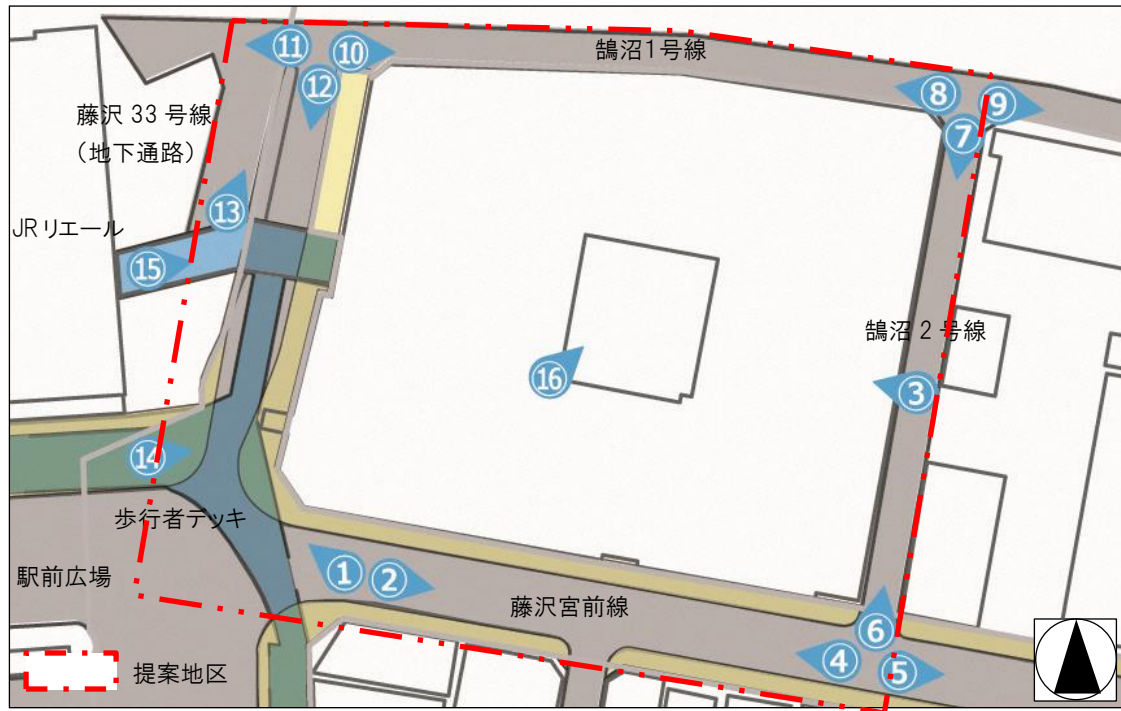 ⑪
⑩
鵠沼1号線
⑫
⑧
⑨
藤沢 33 号線
（地下通路）
⑦
⑬
JRリエール
⑮
鵠沼 2 号線
⑯
③
⑭
歩行者デッキ
駅前広場
①
②
藤沢宮前線
⑥
④
⑤
提案地区